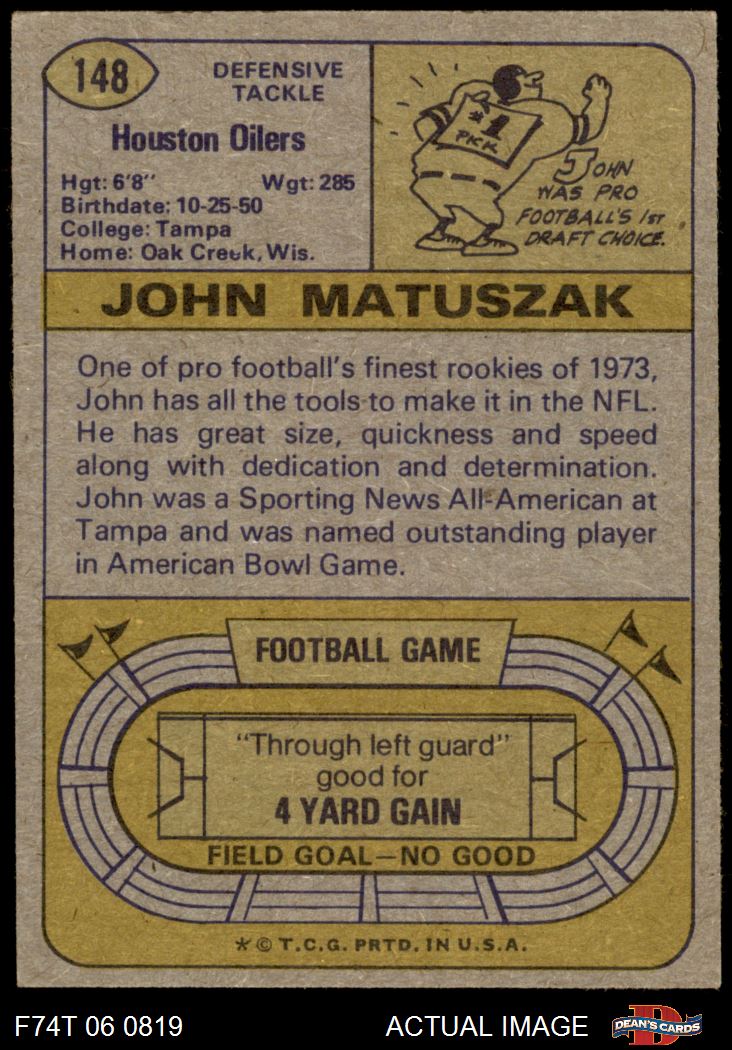 148
DEFENSIVE
TACKLE
Houston Oilers
Hgt: 6'8" Wgt: 285
Birthdate: 10-25-50
College: Tampa
Home: Oak Creek, Wis.
#1
PICK
JOHN
WAS PRO
FOOTBALL'S 1ST
DRAFT CHOICE.
JOHN MATUSZAK
One of pro football's finest rookies of 1973,
John has all the tools to make it in the NFL.
He has great size, quickness and speed
along with dedication and determination.
John was a Sporting News All-American at
Tampa and was named outstanding player
in American Bowl Game.
FOOTBALL GAME
"Through left guard"
good for
4 YARD GAIN
FIELD GOAL—NO GOOD
*© T.C.G. PRTD. IN U.S.A.
F74T 06 0819 ACTUAL IMAGE
DEAN'S CARDS